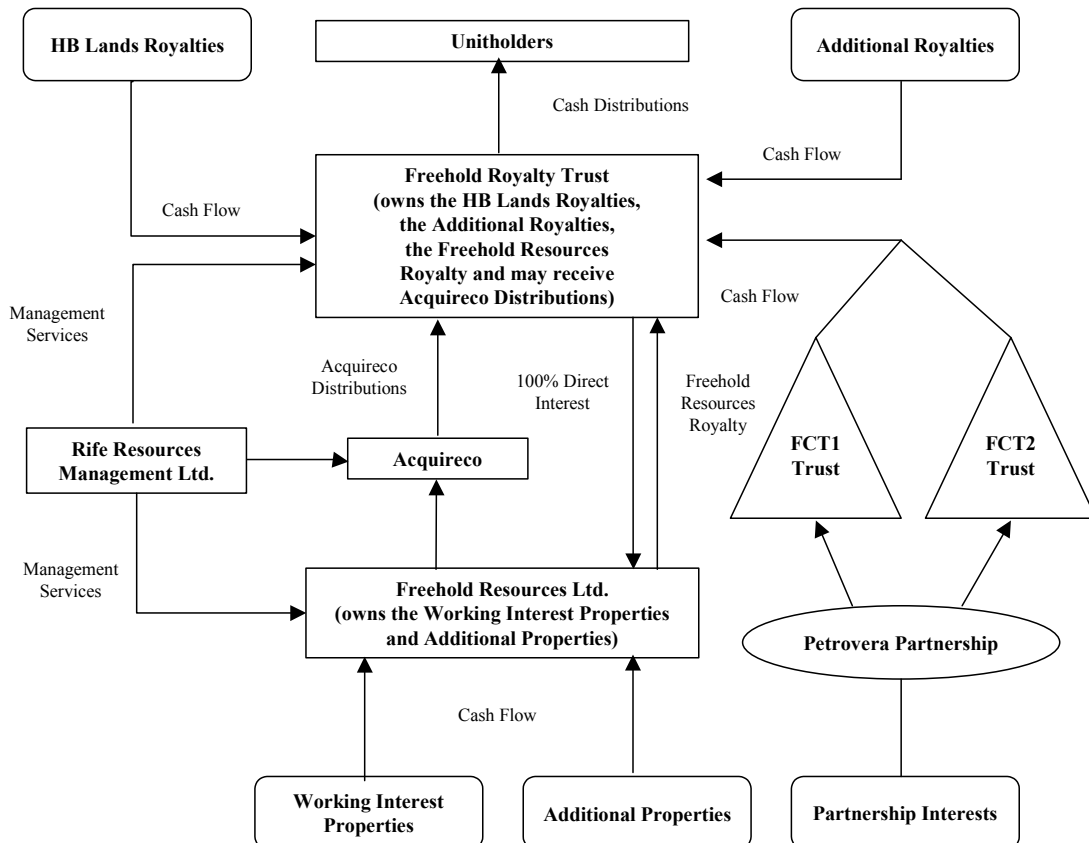 HB Lands Royalties
Unitholders
Additional Royalties
Cash Distributions
Cash Flow
Freehold Royalty Trust
(owns the HB Lands Royalties,
the Additional Royalties,
the Freehold Resources
Royalty and may receive
Acquireco Distributions)
Cash Flow
Cash Flow
Management
Services
Acquireco
Distributions
100% Direct
Interest
Freehold
Resources
Royalty
FCT1
Trust
FCT2
Trust
Rife Resources
Management Ltd.
Acquireco
Management
Services
Freehold Resources Ltd.
(owns the Working Interest Properties
and Additional Properties)
Petrovera Partnership
Cash Flow
Working Interest
Properties
Additional Properties
Partnership Interests